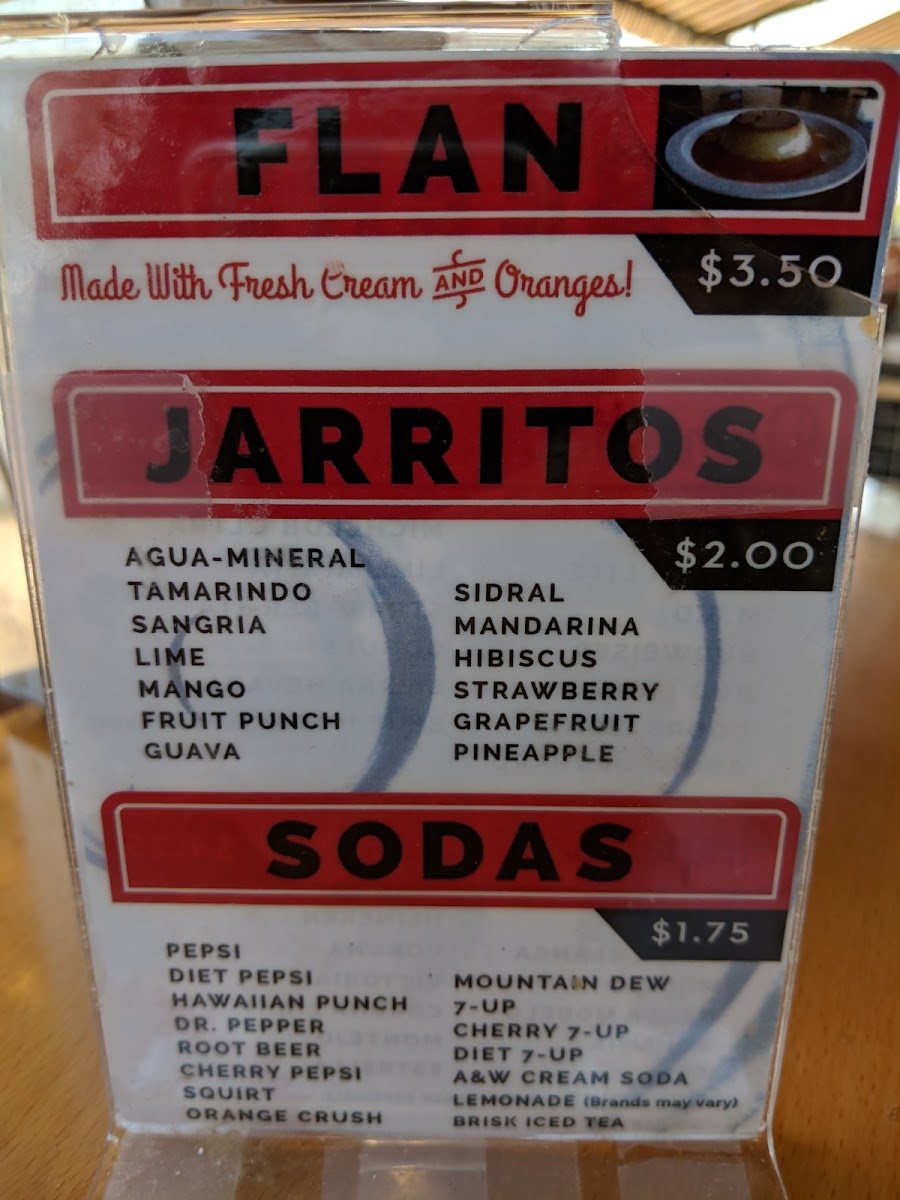 FLAN
Made With Fresh Cream AND Oranges!
$3.50
JARRITOS
$2.00
AGUA-MINERAL
TAMARINDO
SANGRIA
LIME
MANGO
FRUIT PUNCH
GUAVA
SIDRAL
MANDARINA
HIBISCUS
STRAWBERRY
GRAPEFRUIT
PINEAPPLE
SODAS
$1.75
PEPSI
DIET PEPSI
HAWAIIAN PUNCH
DR. PEPPER
ROOT BEER
CHERRY PEPSI
SQUIRT
ORANGE CRUSH
MOUNTAIN DEW
7-UP
CHERRY 7-UP
DIET 7-UP
A&W CREAM SODA
LEMONADE (Brands may vary)
BRISK ICED TEA